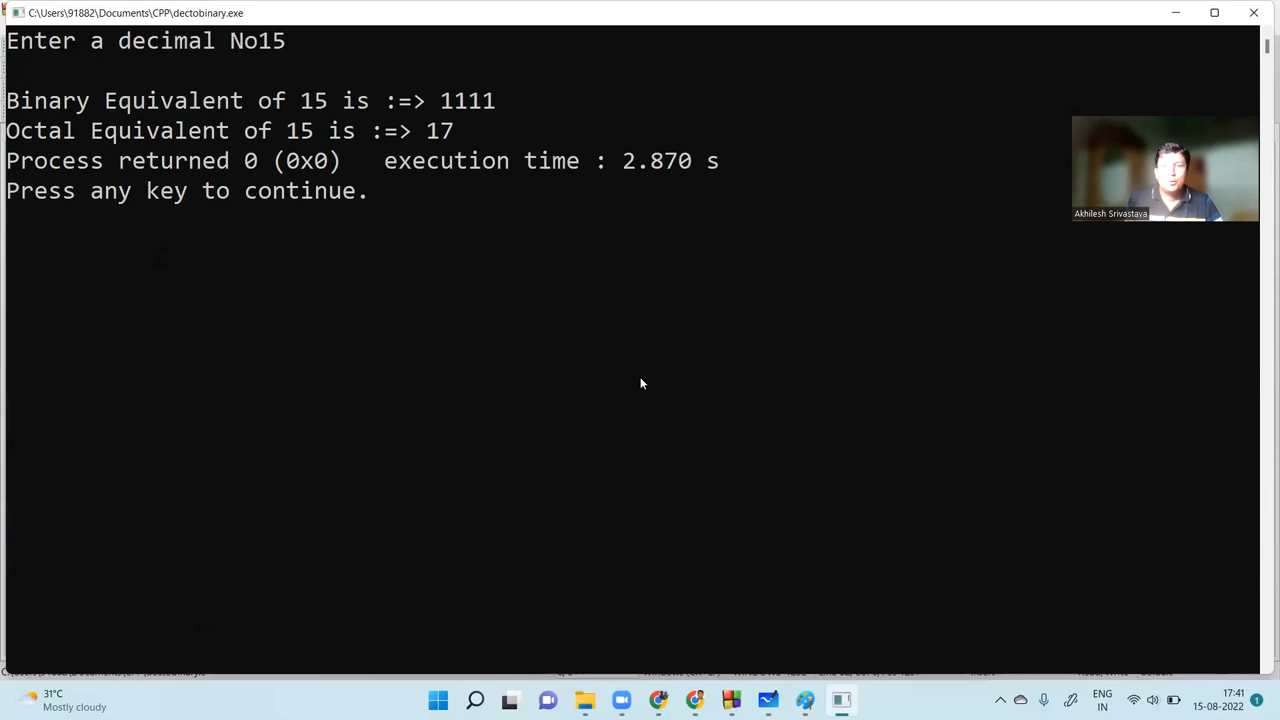 C:\Users\91882\Documents\CPP\dectobinary.exe
Enter a decimal No15
Binary Equivalent of 15 is :=> 1111
Octal Equivalent of 15 is :=> 17
Process returned 0 (0x0)   execution time : 2.870 s
Press any key to continue.
Akhilesh Srivastava
31°C
Mostly cloudy
ENG
IN
17:41
15-08-2022
1